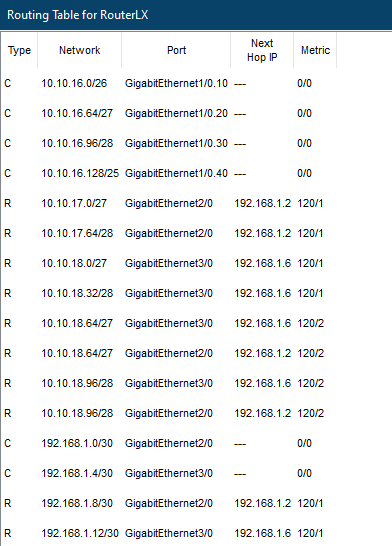 Routing Table for RouterLX
Type Network Port Next Hop IP Metric
C 10.10.16.0/26 GigabitEthernet1/0.10 --- 0/0
C 10.10.16.64/27 GigabitEthernet1/0.20 --- 0/0
C 10.10.16.96/28 GigabitEthernet1/0.30 --- 0/0
C 10.10.16.128/25 GigabitEthernet1/0.40 --- 0/0
R 10.10.17.0/27 GigabitEthernet2/0 192.168.1.2 120/1
R 10.10.17.64/28 GigabitEthernet2/0 192.168.1.2 120/1
R 10.10.18.0/27 GigabitEthernet3/0 192.168.1.6 120/1
R 10.10.18.32/28 GigabitEthernet3/0 192.168.1.6 120/1
R 10.10.18.64/27 GigabitEthernet3/0 192.168.1.6 120/2
R 10.10.18.64/27 GigabitEthernet2/0 192.168.1.2 120/2
R 10.10.18.96/28 GigabitEthernet3/0 192.168.1.6 120/2
R 10.10.18.96/28 GigabitEthernet2/0 192.168.1.2 120/2
C 192.168.1.0/30 GigabitEthernet2/0 --- 0/0
C 192.168.1.4/30 GigabitEthernet3/0 --- 0/0
R 192.168.1.8/30 GigabitEthernet2/0 192.168.1.2 120/1
R 192.168.1.12/30 GigabitEthernet3/0 192.168.1.6 120/1